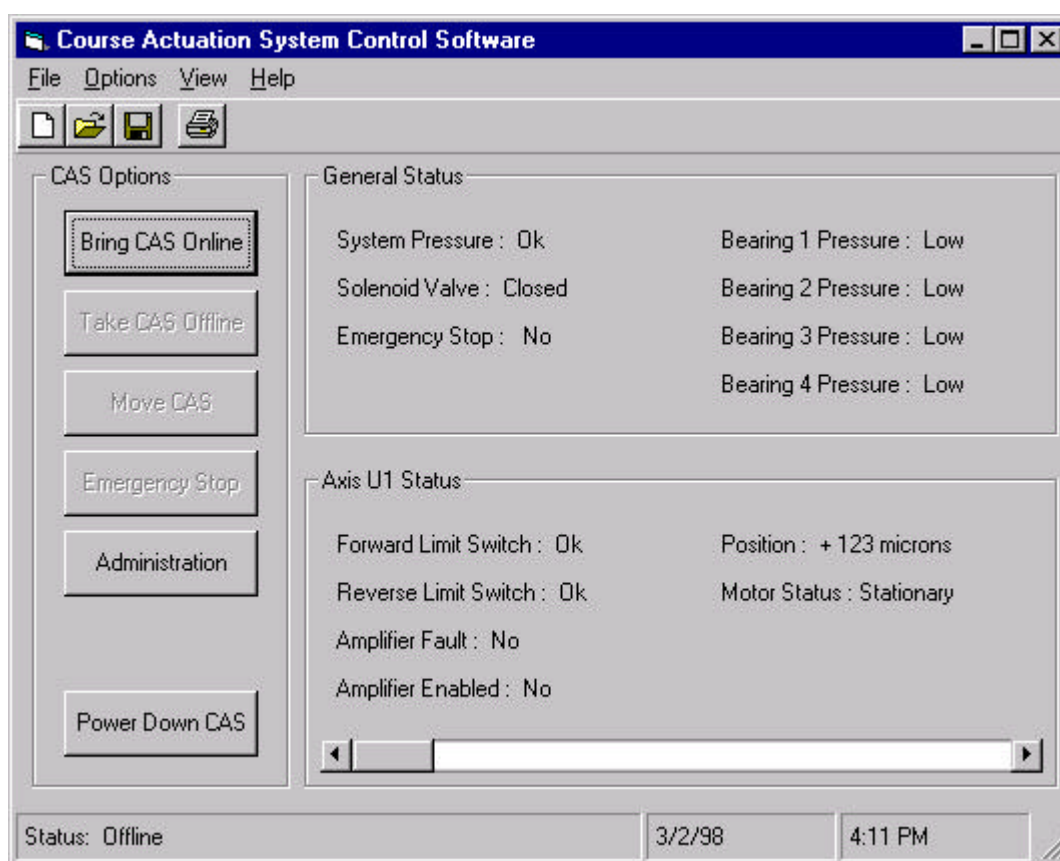 Course Actuation System Control Software
File Options View Help
CAS Options
Bring CAS Online
Take CAS Offline
Move CAS
Emergency Stop
Administration
Power Down CAS
General Status
System Pressure : Ok
Solenoid Valve : Closed
Emergency Stop : No
Bearing 1 Pressure : Low
Bearing 2 Pressure : Low
Bearing 3 Pressure : Low
Bearing 4 Pressure : Low
Axis U1 Status
Forward Limit Switch : Ok
Reverse Limit Switch : Ok
Amplifier Fault : No
Amplifier Enabled : No
Position : + 123 microns
Motor Status : Stationary
Status: Offline
3/2/98
4:11 PM